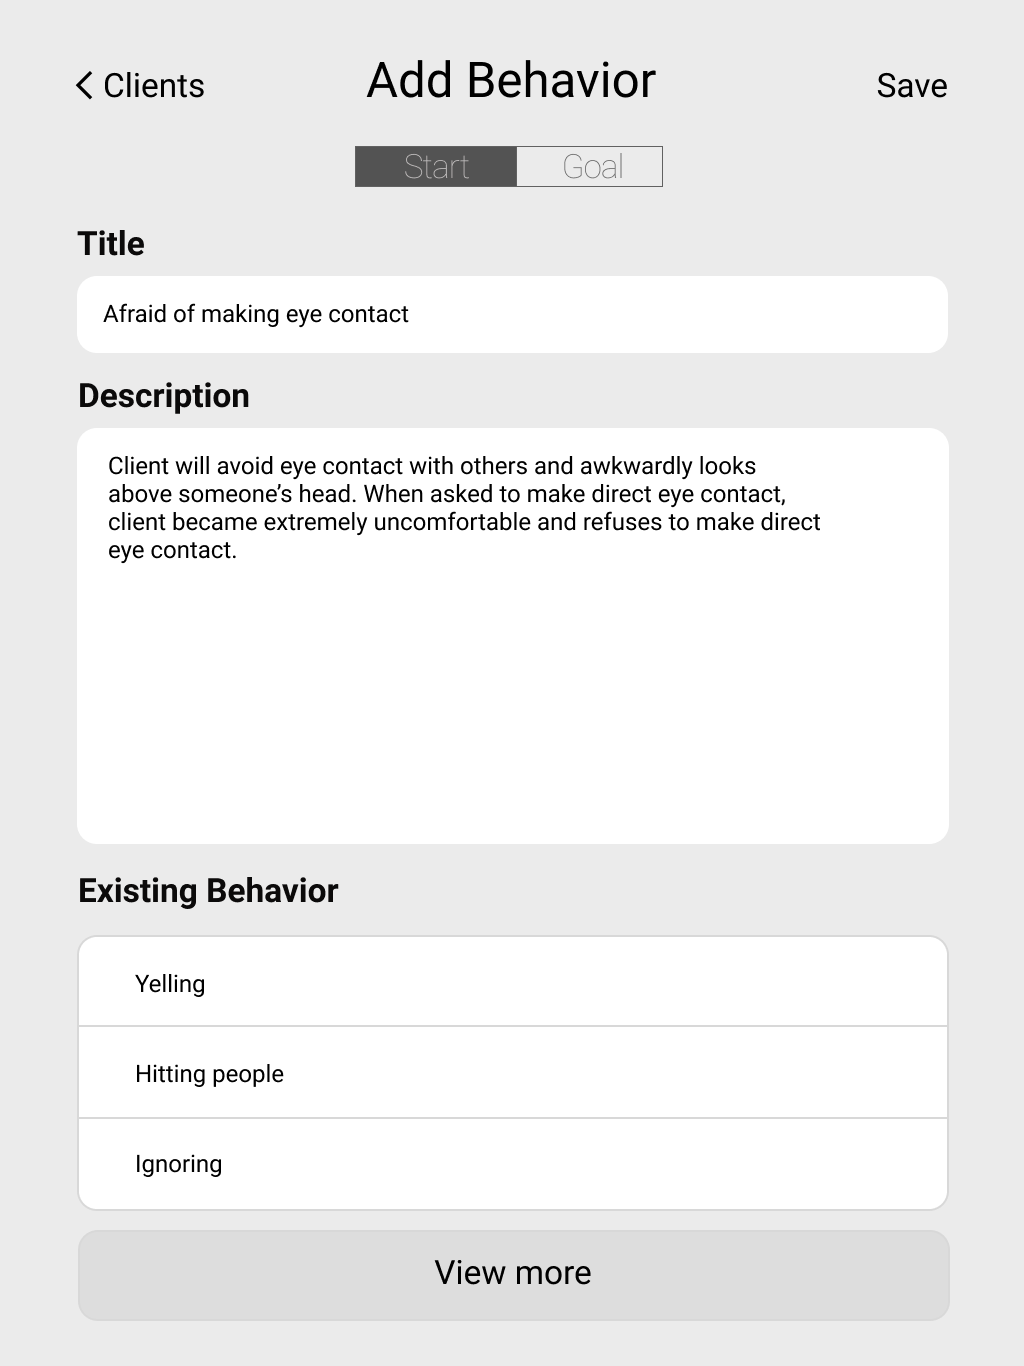 Clients
Add Behavior
Save
Start
Goal
Title
Afraid of making eye contact
Description
Client will avoid eye contact with others and awkwardly looks
above someone’s head. When asked to make direct eye contact,
client became extremely uncomfortable and refuses to make direct
eye contact.
Existing Behavior
Yelling
Hitting people
Ignoring
View more